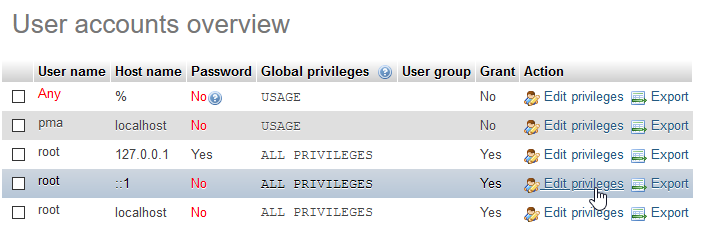 User accounts overview
User name Host name Password Global privileges ? User group Grant Action
Any % No ? USAGE No Edit privileges Export
pma localhost No USAGE No Edit privileges Export
root 127.0.0.1 Yes ALL PRIVILEGES Yes Edit privileges Export
root ::1 No ALL PRIVILEGES Yes Edit privileges Export
root localhost No ALL PRIVILEGES Yes Edit privileges Export